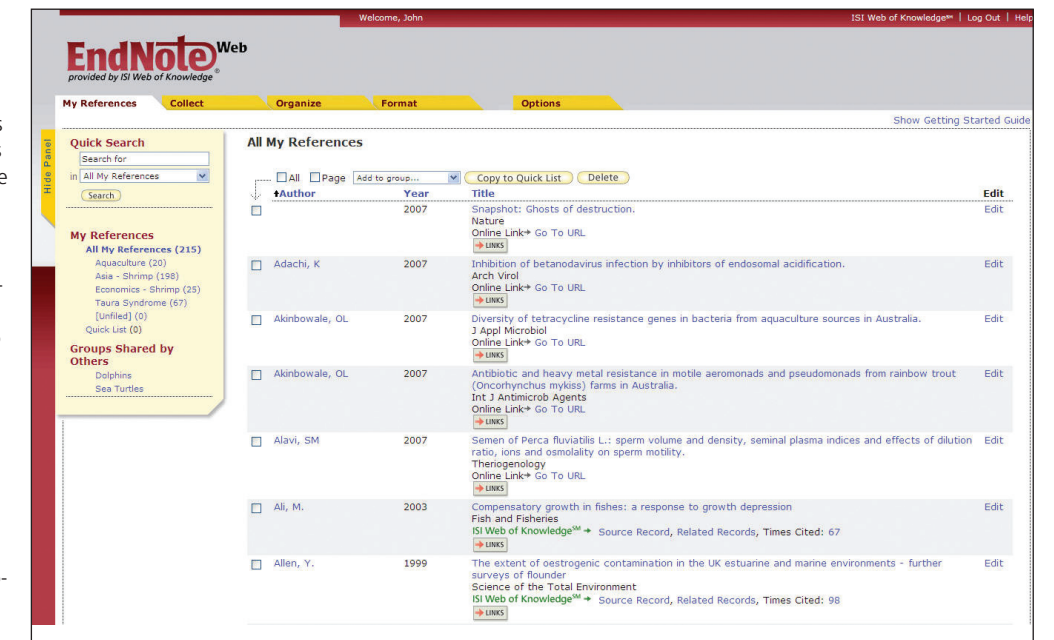 Welcome, John
ISI Web of Knowledge℠ | Log Out | Help
EndNote® Web
provided by ISI Web of Knowledge
My References Collect Organize Format Options
Show Getting Started Guide
Hide Panel
Quick Search
Search for
in All My References
Search
My References
All My References (215)
Aquaculture (20)
Asia - Shrimp (198)
Economics - Shrimp (25)
Taura Syndrome (67)
[Unfiled] (0)
Quick List (0)
Groups Shared by
Others
Dolphins
Sea Turtles
All My References
All Page Add to group... Copy to Quick List Delete
Author Year Title Edit
2007 Snapshot: Ghosts of destruction. Edit
Nature
Online Link→ Go To URL
→ LINKS
Adachi, K 2007 Inhibition of betanodavirus infection by inhibitors of endosomal acidification. Edit
Arch Virol
Online Link→ Go To URL
→ LINKS
Akinbowale, OL 2007 Diversity of tetracycline resistance genes in bacteria from aquaculture sources in Australia. Edit
J Appl Microbiol
Online Link→ Go To URL
→ LINKS
Akinbowale, OL 2007 Antibiotic and heavy metal resistance in motile aeromonads and pseudomonads from rainbow trout Edit
(Oncorhynchus mykiss) farms in Australia.
Int J Antimicrob Agents
Online Link→ Go To URL
→ LINKS
Alavi, SM 2007 Semen of Perca fluviatilis L.: sperm volume and density, seminal plasma indices and effects of dilution Edit
ratio, ions and osmolality on sperm motility.
Theriogenology
Online Link→ Go To URL
→ LINKS
Ali, M. 2003 Compensatory growth in fishes: a response to growth depression Edit
Fish and Fisheries
ISI Web of Knowledge℠ → Source Record, Related Records, Times Cited: 67
→ LINKS
Allen, Y. 1999 The extent of oestrogenic contamination in the UK estuarine and marine environments - further Edit
surveys of flounder
Science of the Total Environment
ISI Web of Knowledge℠ → Source Record, Related Records, Times Cited: 98
→ LINKS